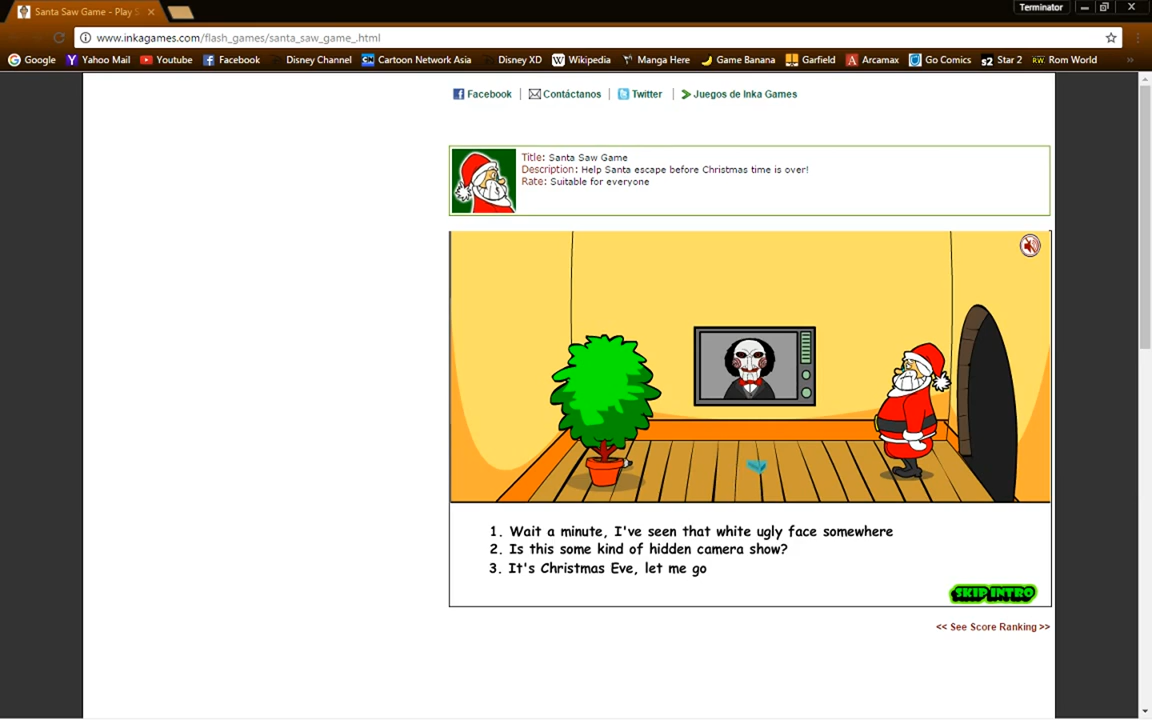 Santa Saw Game - Play S
Terminator
www.inkagames.com/flash_games/santa_saw_game_.html
Google Yahoo Mail Youtube Facebook Disney Channel Cartoon Network Asia Disney XD Wikipedia Manga Here Game Banana Garfield Arcamax Go Comics Star 2 Rom World
Facebook | Contáctanos | Twitter | Juegos de Inka Games
Title: Santa Saw Game
Description: Help Santa escape before Christmas time is over!
Rate: Suitable for everyone
1. Wait a minute, I've seen that white ugly face somewhere
2. Is this some kind of hidden camera show?
3. It's Christmas Eve, let me go
SKIP INTRO
<< See Score Ranking >>